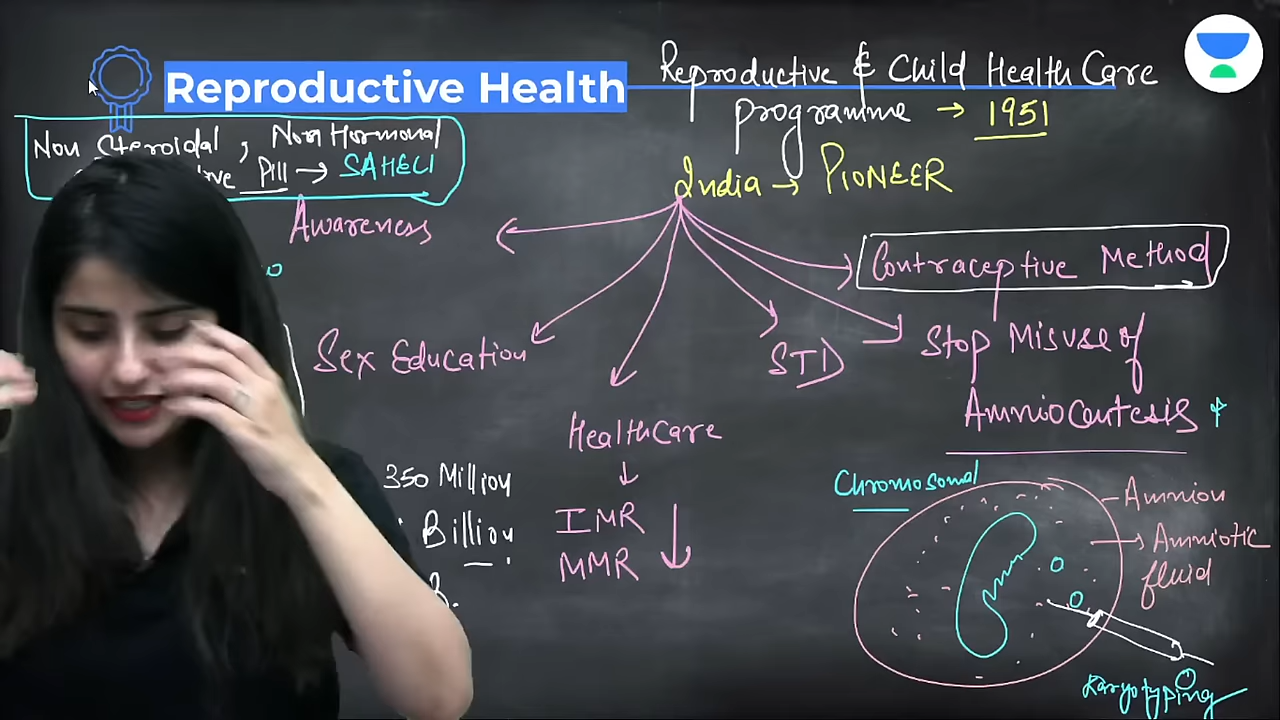 Reproductive Health
Reproductive & Child Health Care
programme → 1951
India → PIONEER
Non Steroidal, Non Hormonal
Pill → SAHELI
Awareness
Contraceptive Method
Sex Education
STD
Stop Misuse of
Amniocentesis
HealthCare
350 Million
Billion
IMR
MMR
Chromosomal
Amnion
→ Amniotic
fluid
Karyotyping